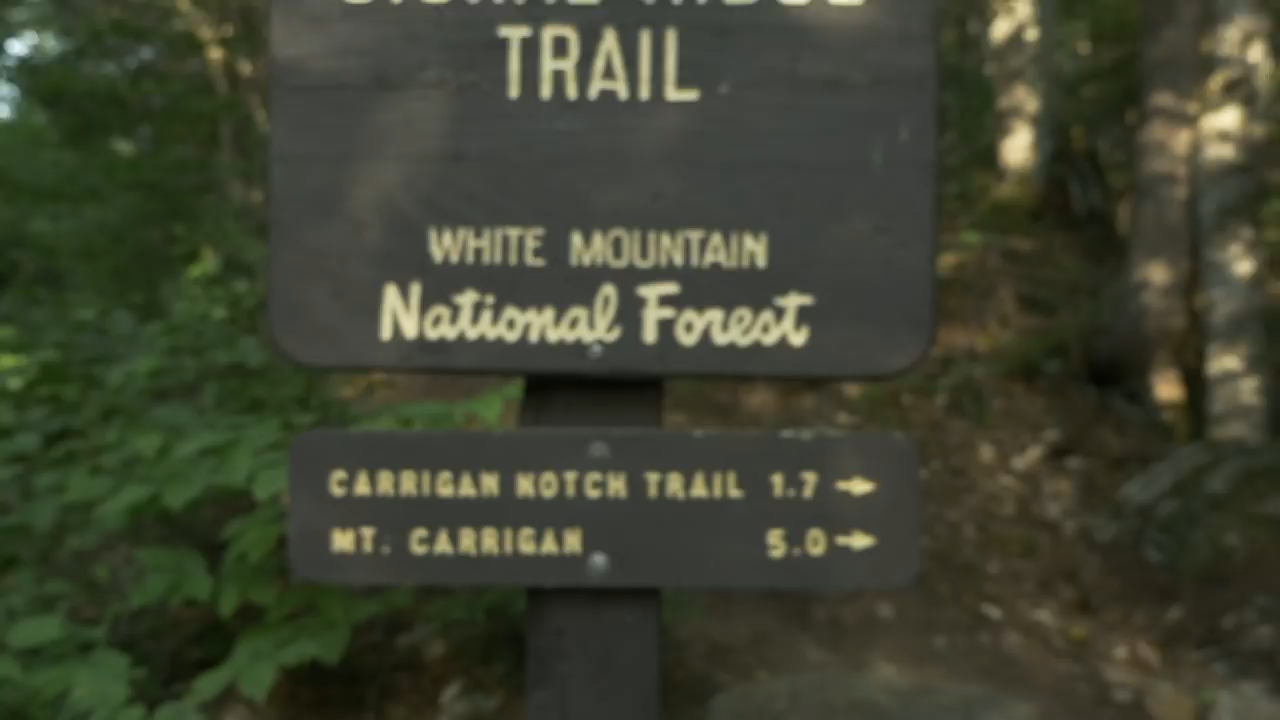 TRAIL
WHITE MOUNTAIN
National Forest
CARRIGAN NOTCH TRAIL 1.7 →
MT. CARRIGAN 5.0 →